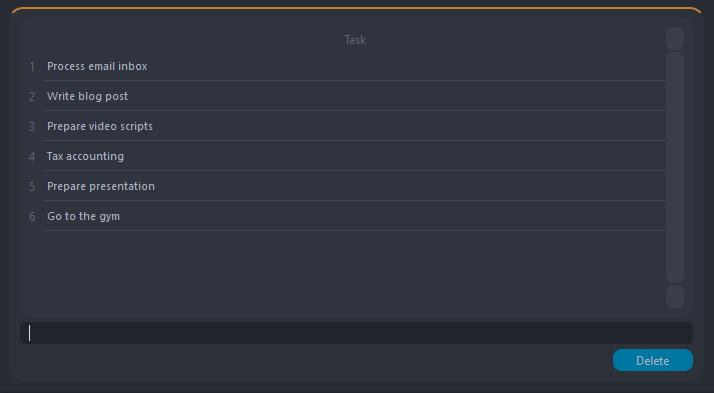 Task
1 Process email inbox
2 Write blog post
3 Prepare video scripts
4 Tax accounting
5 Prepare presentation
6 Go to the gym
Delete